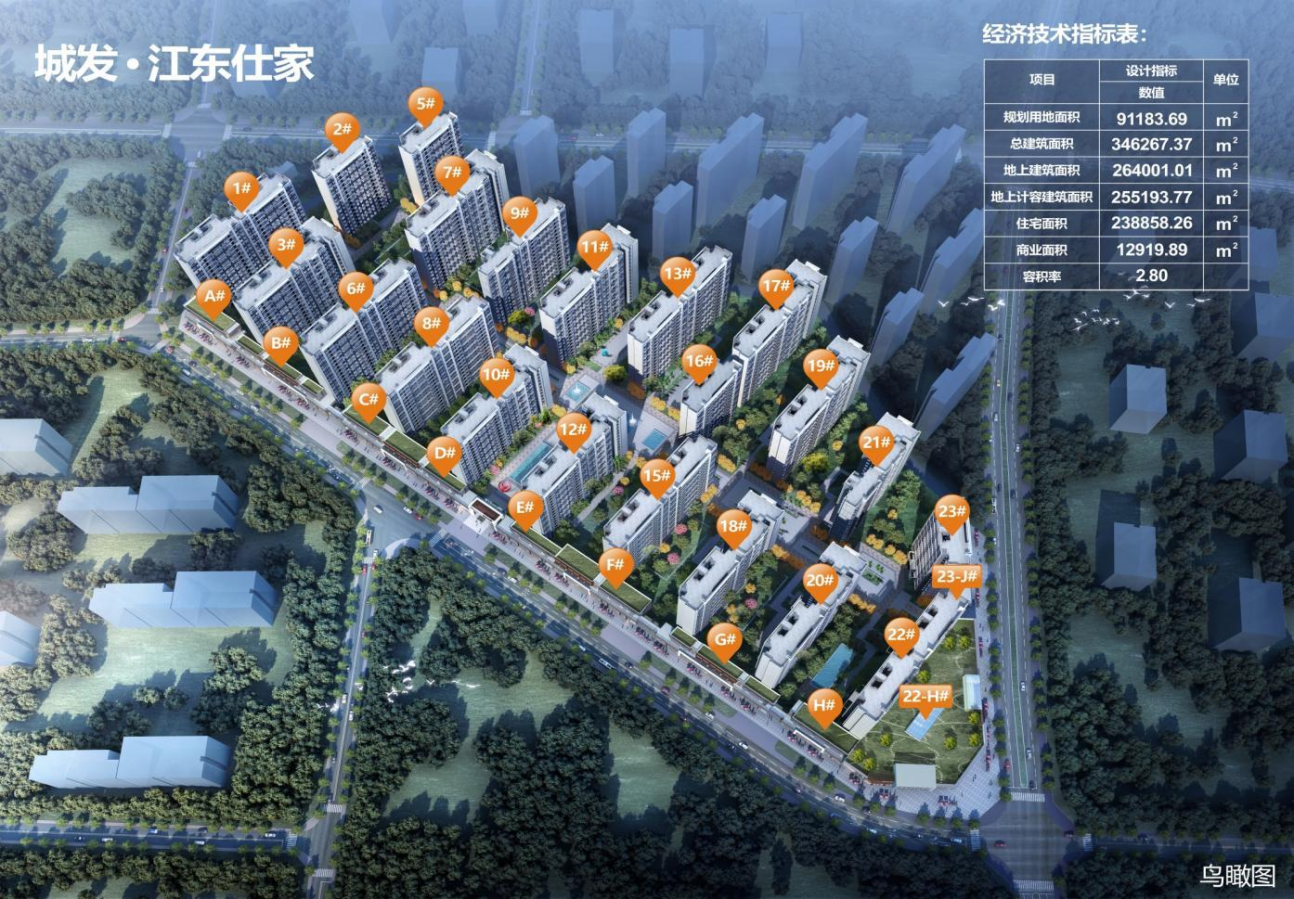 城发·江东仕家
经济技术指标表:
项目 设计指标 单位
数值
规划用地面积 91183.69 m²
总建筑面积 346267.37 m²
地上建筑面积 264001.01 m²
地上计容建筑面积 255193.77 m²
住宅面积 238858.26 m²
商业面积 12919.89 m²
容积率 2.80
5#
2#
7#
1#
9#
3#
11#
13#
6#
17#
A#
8#
B#
16#
19#
10#
C#
12#
21#
D#
15#
E#
23#
18#
F#
23-J#
20#
22#
G#
22-H#
H#
鸟瞰图